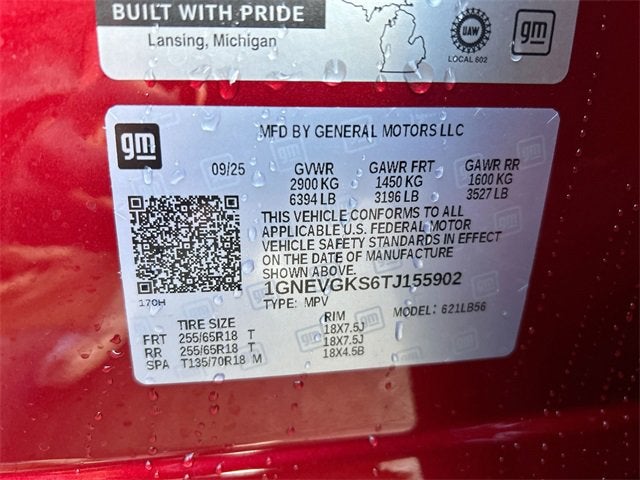 BUILT WITH PRIDE
Lansing, Michigan
UAW
LOCAL 602
gm
gm
MFD BY GENERAL MOTORS LLC
09/25 GVWR GAWR FRT GAWR RR
2900 KG 1450 KG 1600 KG
6394 LB 3196 LB 3527 LB
THIS VEHICLE CONFORMS TO ALL
APPLICABLE U.S. FEDERAL MOTOR
VEHICLE SAFETY STANDARDS IN EFFECT
ON THE DATE OF MANUFACTURE
SHOWN ABOVE.
1GNEVGKS6TJ155902
170H
TYPE: MPV MODEL: 621LB56
TIRE SIZE RIM
FRT 255/65R18 T 18X7.5J
RR 255/65R18 T 18X7.5J
SPA T135/70R18 M 18X4.5B